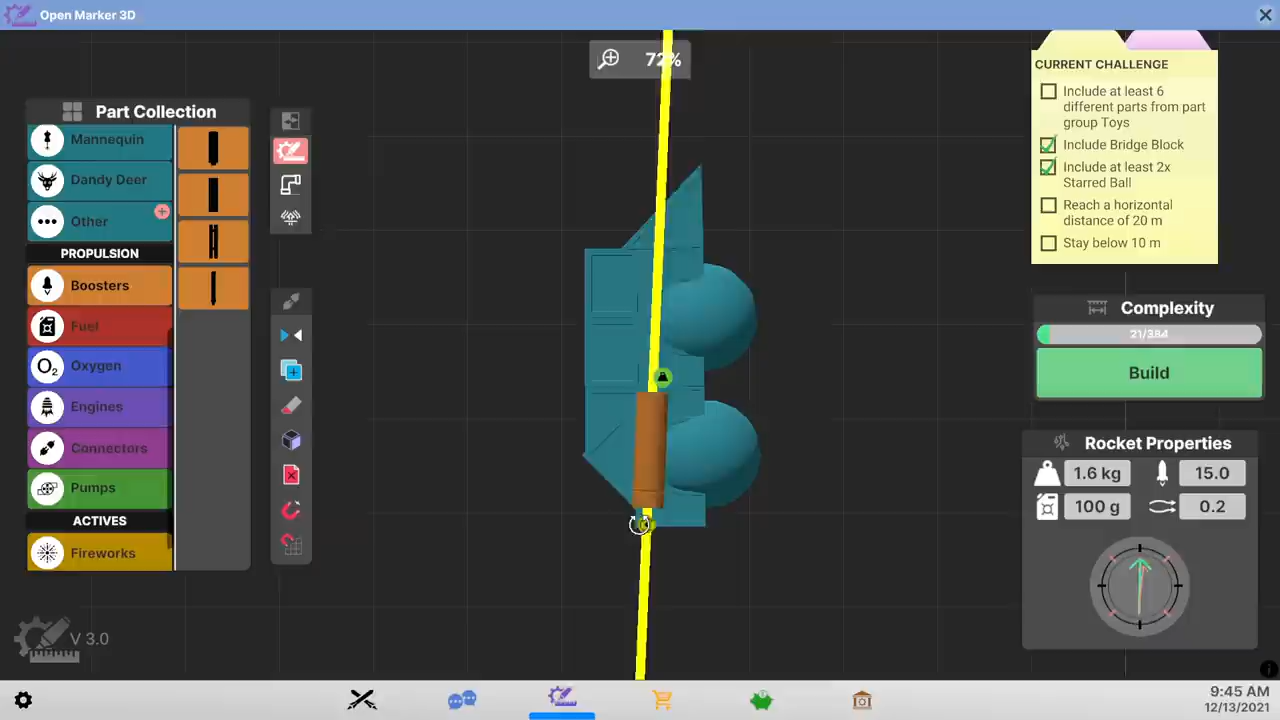 Open Marker 3D
72%
Part Collection
Mannequin
Dandy Deer
Other
PROPULSION
Boosters
Fuel
O2 Oxygen
Engines
Connectors
Pumps
ACTIVES
Fireworks
V 3.0
CURRENT CHALLENGE
Include at least 6
different parts from part
group Toys
Include Bridge Block
Include at least 2x
Starred Ball
Reach a horizontal
distance of 20 m
Stay below 10 m
Complexity
21/384
Build
Rocket Properties
1.6 kg
15.0
100 g
0.2
9:45 AM
12/13/2021